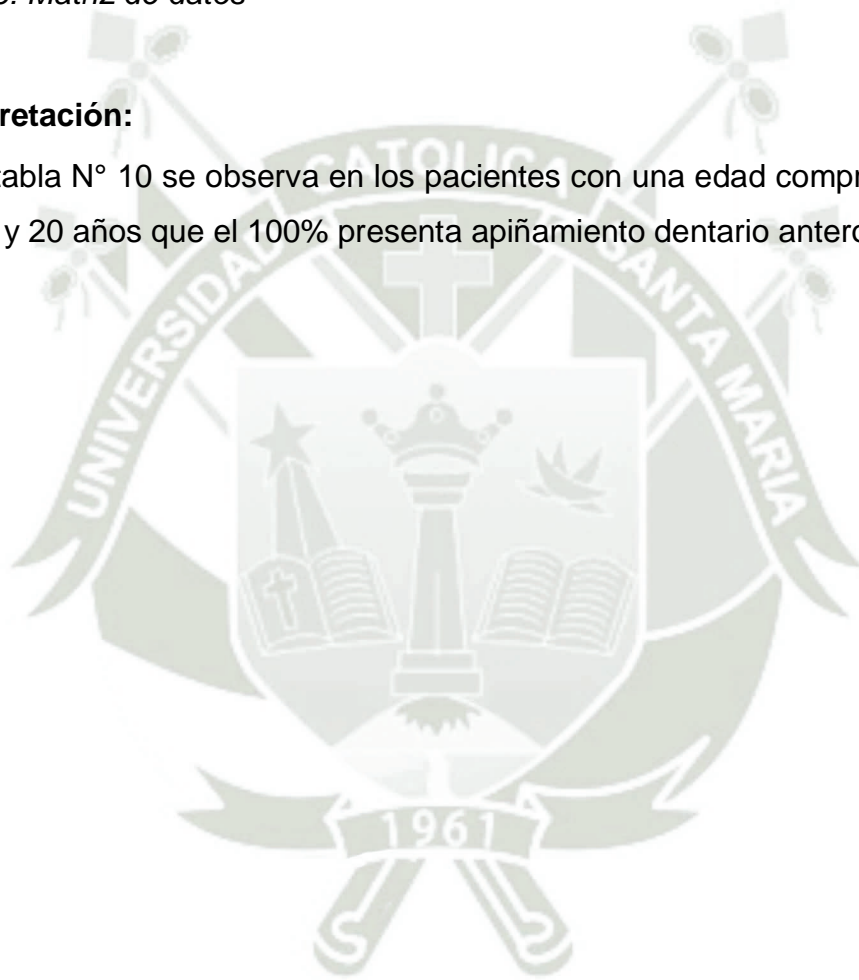 : Matriz de datos
retación:
tabla N° 10 se observa en los pacientes con una edad compr
y 20 años que el 100% presenta apiñamiento dentario antero
UNIVERSIDAD CATOLICA SANTA MARIA
1961